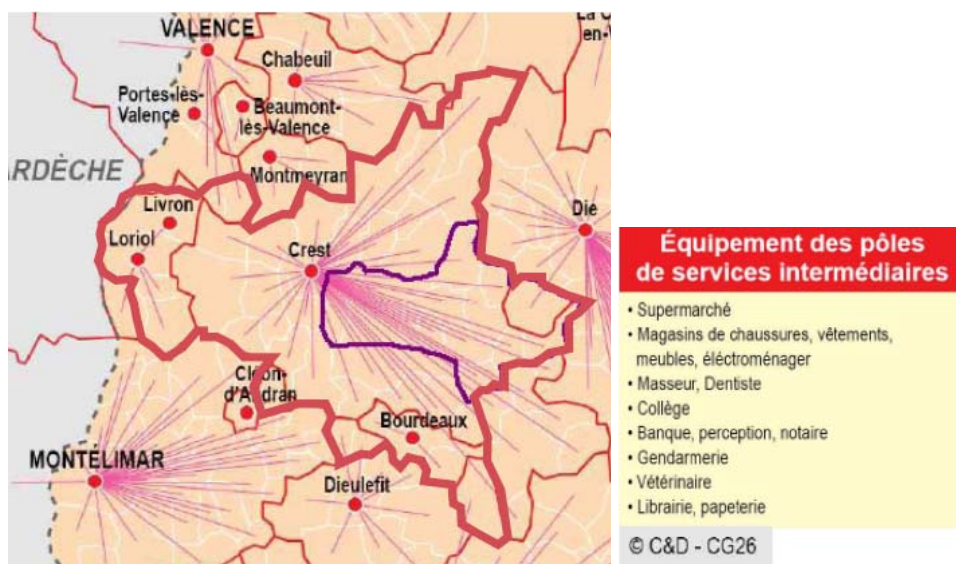 VALENCE
Chabeuil
Portes-lès-
Valence
Beaumont-
lès-Valence
ARDÈCHE
Montmeyran
Livron
Loriol
Crest
Die
Cléon-
d'Andran
Bourdeaux
MONTÉLIMAR
Dieulefit
Équipement des pôles
de services intermédiaires
• Supermarché
• Magasins de chaussures, vêtements,
meubles, éléctroménager
• Masseur, Dentiste
• Collège
• Banque, perception, notaire
• Gendarmerie
• Vétérinaire
• Librairie, papeterie
© C&D - CG26